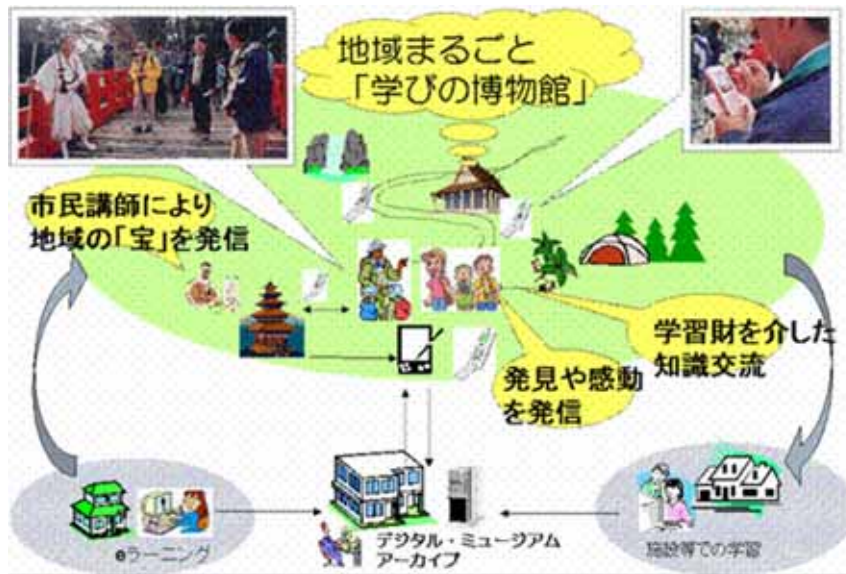 地域まるごと
「学びの博物館」
市民講師により
地域の「宝」を発信
学習財を介した
知識交流
発見や感動
を発信
eラーニング
デジタル・ミュージアム
アーカイブ
施設等での学習